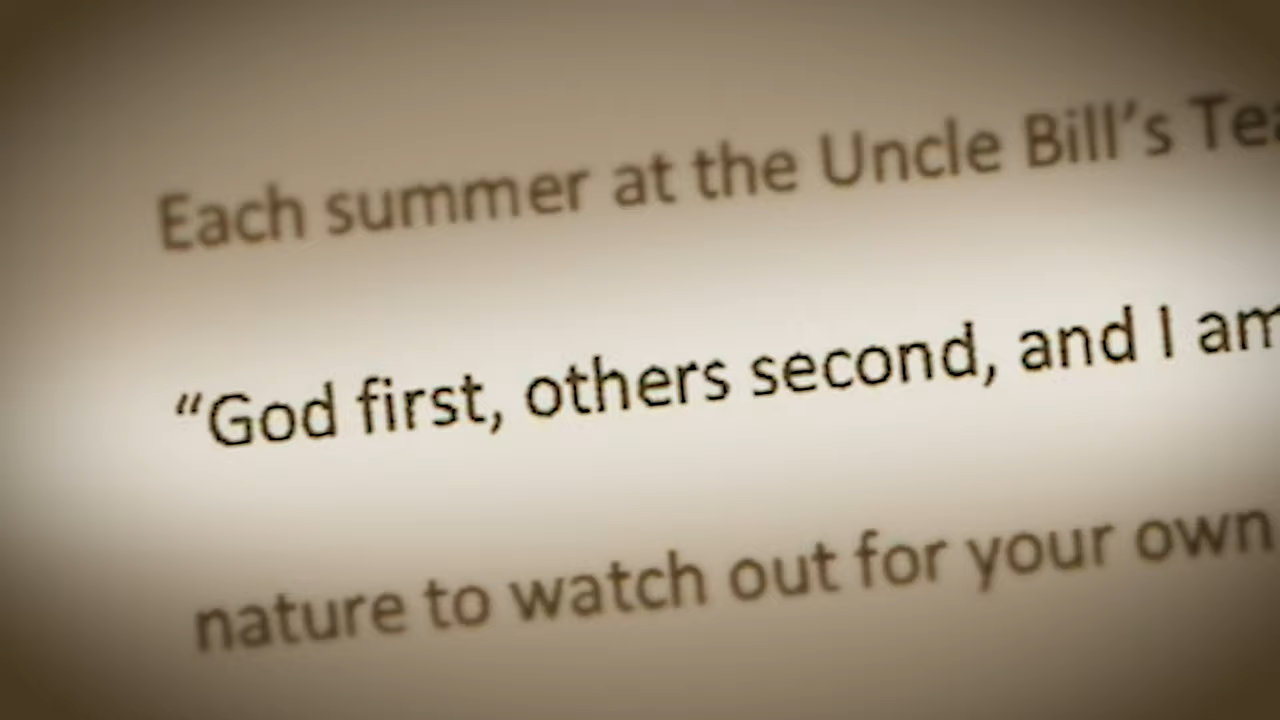 Each summer at the Uncle Bill’s Tea
“God first, others second, and I am
nature to watch out for your own